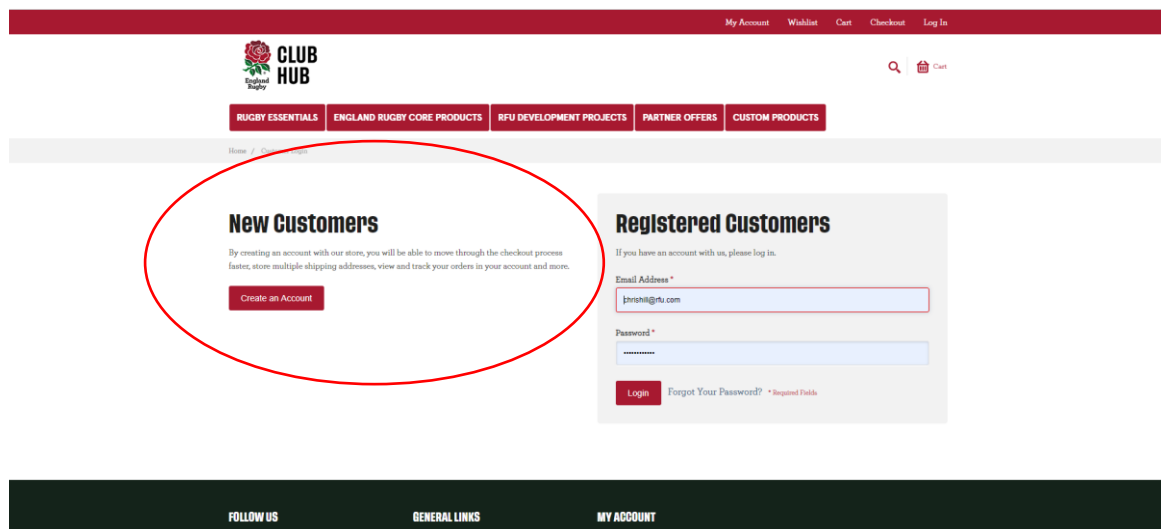 My Account Wishlist Cart Checkout Log In
CLUB
HUB
England
Rugby
Cart
RUGBY ESSENTIALS ENGLAND RUGBY CORE PRODUCTS RFU DEVELOPMENT PROJECTS PARTNER OFFERS CUSTOM PRODUCTS
Home / Customer Login
New Customers
By creating an account with our store, you will be able to move through the checkout process
faster, store multiple shipping addresses, view and track your orders in your account and more.
Create an Account
Registered Customers
If you have an account with us, please log in.
Email Address *
chrishill@rfu.com
Password *
••••••••••••
Login Forgot Your Password? * Required Fields
FOLLOW US GENERAL LINKS MY ACCOUNT